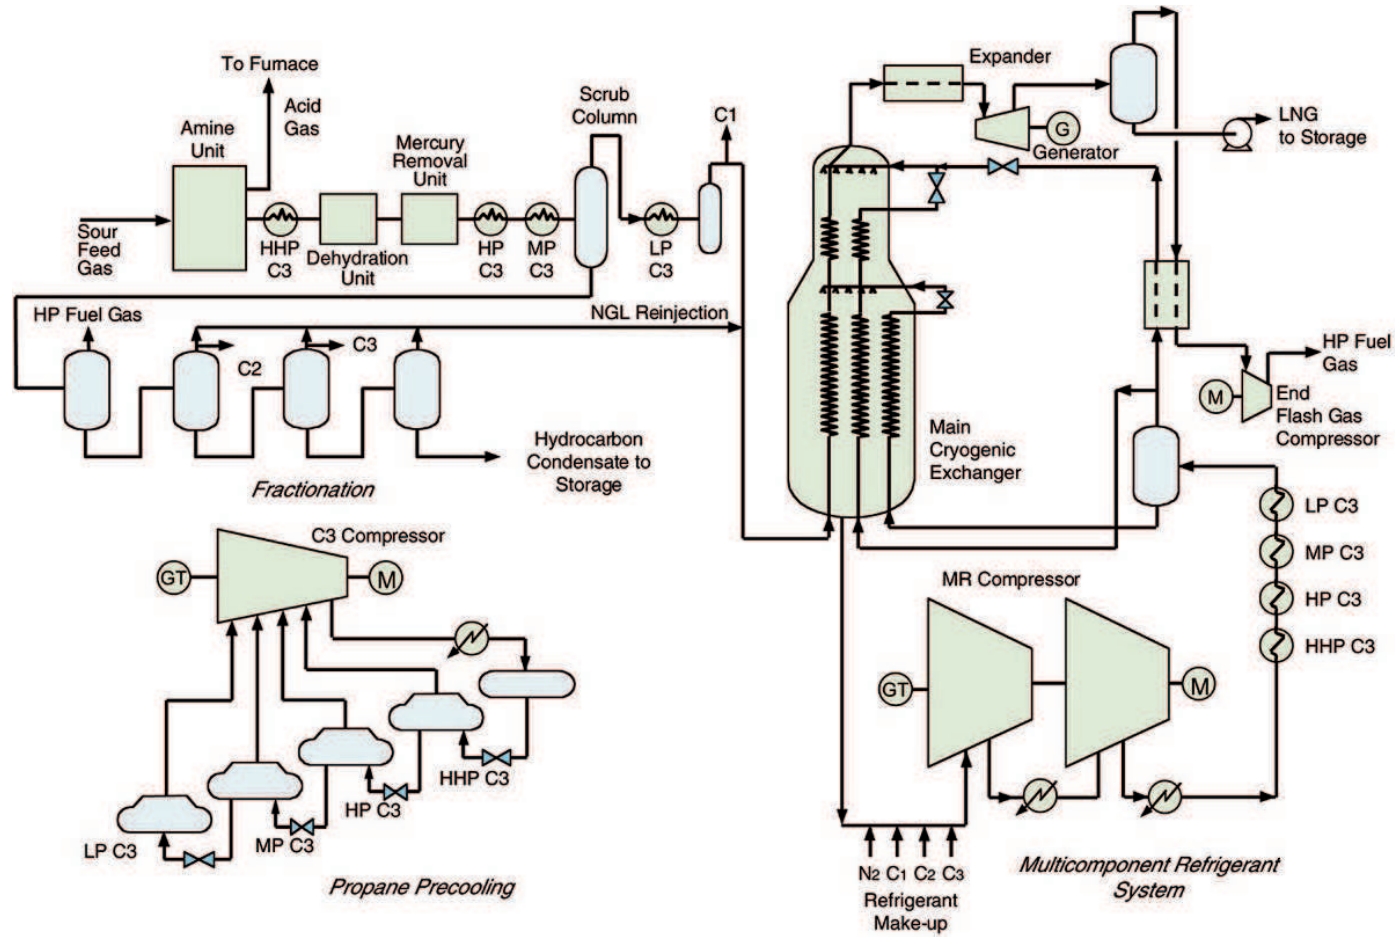 To Furnace
Acid
Gas
Amine
Unit
Sour
Feed
Gas
HHP
C3
Dehydration
Unit
Mercury
Removal
Unit
HP
C3
MP
C3
Scrub
Column
LP
C3
C1
Expander
G
Generator
LNG
to Storage
HP Fuel Gas
C2
C3
NGL Reinjection
Hydrocarbon
Condensate to
Storage
Fractionation
Main
Cryogenic
Exchanger
HP Fuel
Gas
M
End
Flash Gas
Compressor
LP C3
MP C3
HP C3
HHP C3
C3 Compressor
GT
M
HHP C3
HP C3
MP C3
LP C3
Propane Precooling
MR Compressor
GT
M
N2 C1 C2 C3
Refrigerant
Make-up
Multicomponent Refrigerant
System